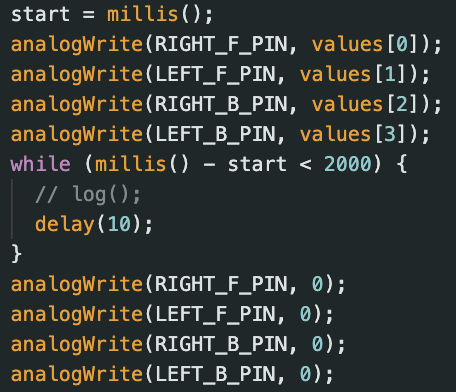 start = millis();
analogWrite(RIGHT_F_PIN, values[0]);
analogWrite(LEFT_F_PIN, values[1]);
analogWrite(RIGHT_B_PIN, values[2]);
analogWrite(LEFT_B_PIN, values[3]);
while (millis() - start < 2000) {
  // log();
  delay(10);
}
analogWrite(RIGHT_F_PIN, 0);
analogWrite(LEFT_F_PIN, 0);
analogWrite(RIGHT_B_PIN, 0);
analogWrite(LEFT_B_PIN, 0);